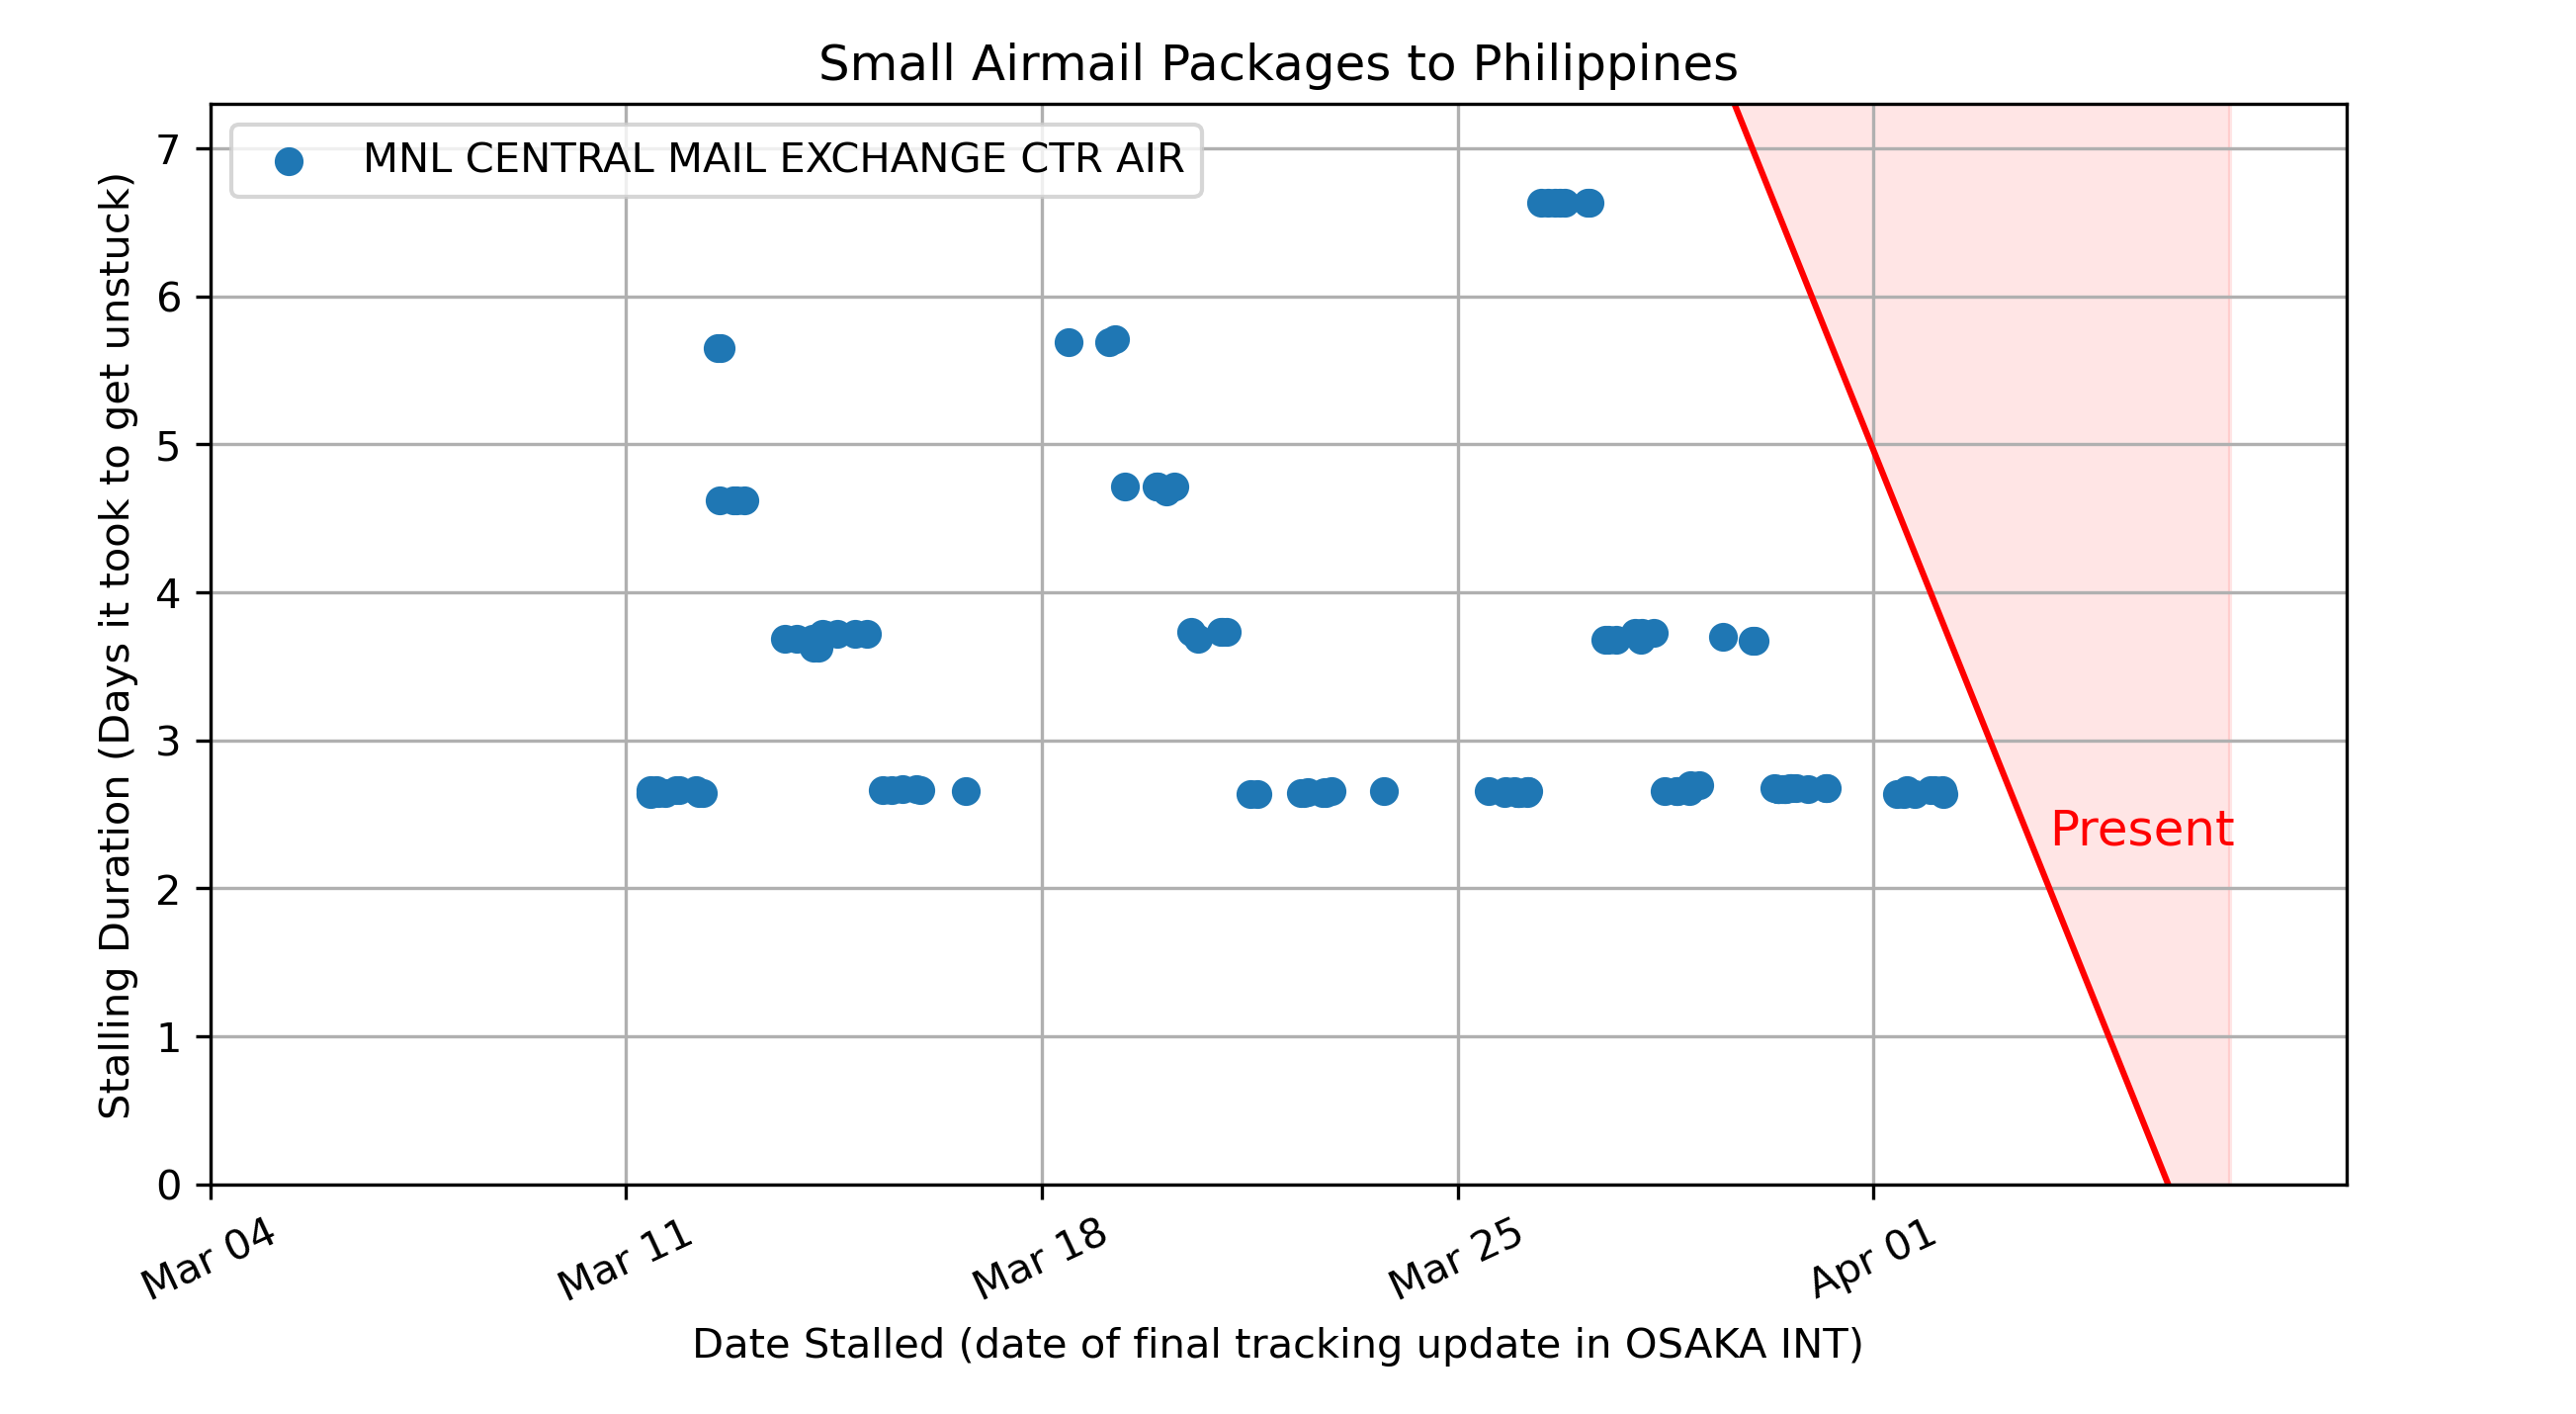 Small Airmail Packages to Philippines
MNL CENTRAL MAIL EXCHANGE CTR AIR
Stalling Duration (Days it took to get unstuck)
7
6
5
4
3
2
1
0
Present
Mar 04
Mar 11
Mar 18
Mar 25
Apr 01
Date Stalled (date of final tracking update in OSAKA INT)